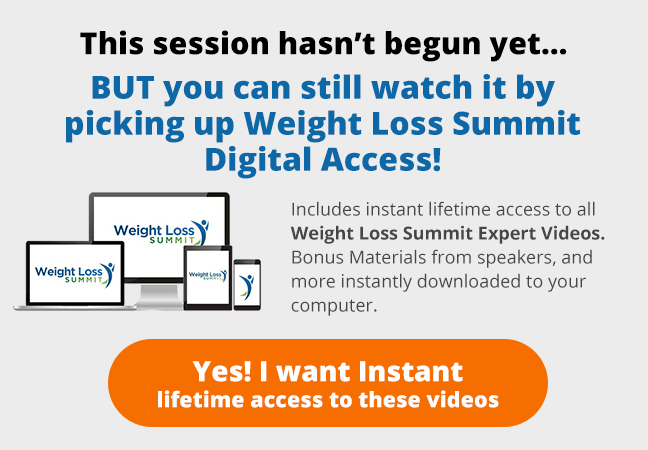 This session hasn’t begun yet...
BUT you can still watch it by
picking up Weight Loss Summit
Digital Access!
Weight Loss
SUMMIT
Weight Loss
SUMMIT
Weight Loss
SUMMIT
Includes instant lifetime access to all
Weight Loss Summit Expert Videos.
Bonus Materials from speakers, and
more instantly downloaded to your
computer.
Yes! I want Instant
lifetime access to these videos